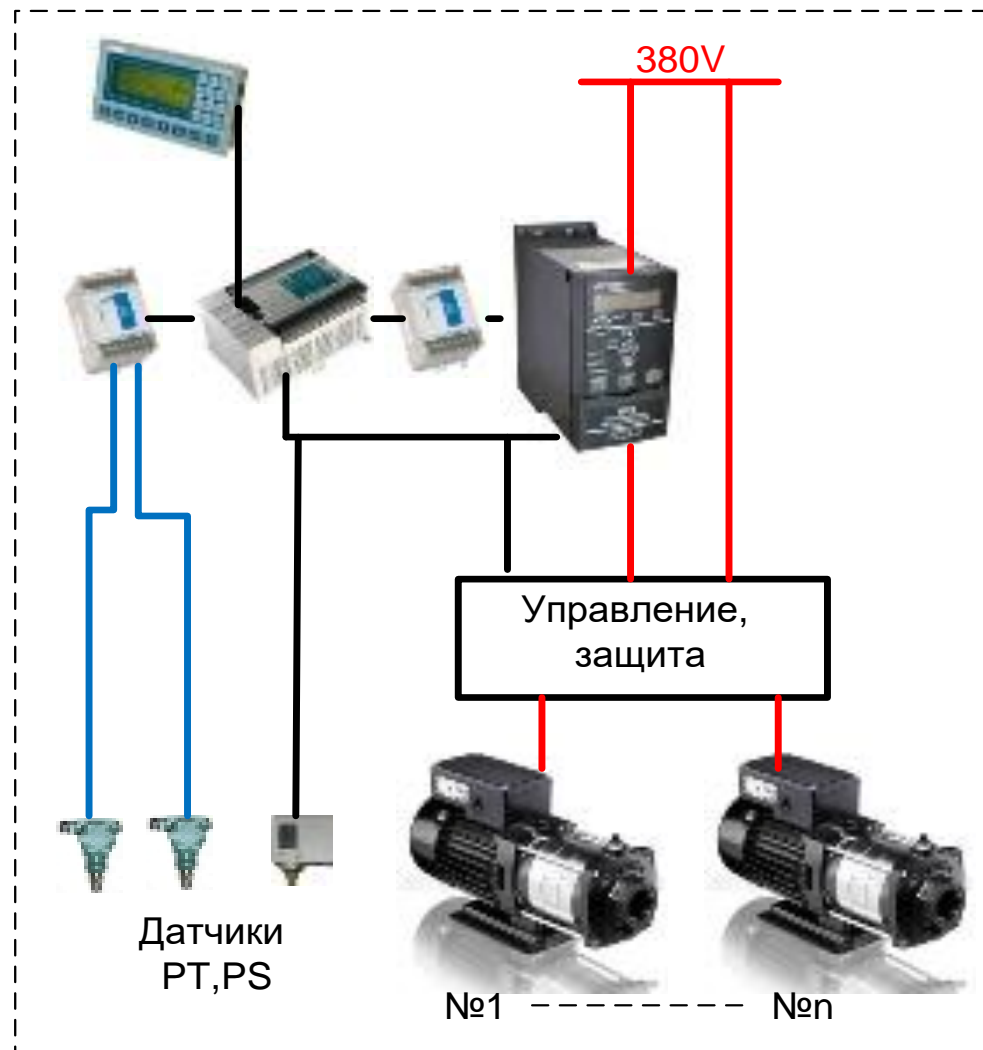 380V
Управление,
защита
Датчики
PT,PS
№1
№n